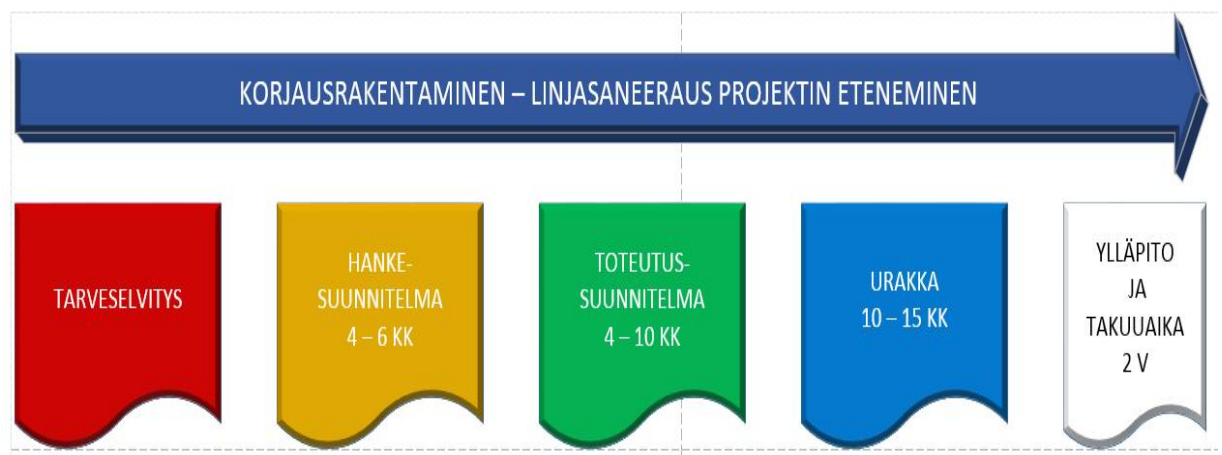 KORJAUSRAKENTAMINEN – LINJASANEERAUS PROJEKTIN ETENEMINEN
TARVESELVITYS
HANKE-
SUUNNITELMA
4 – 6 KK
TOTEUTUS-
SUUNNITELMA
4 – 10 KK
URAKKA
10 – 15 KK
YLLÄPITO
JA
TAKUUAIKA
2 V